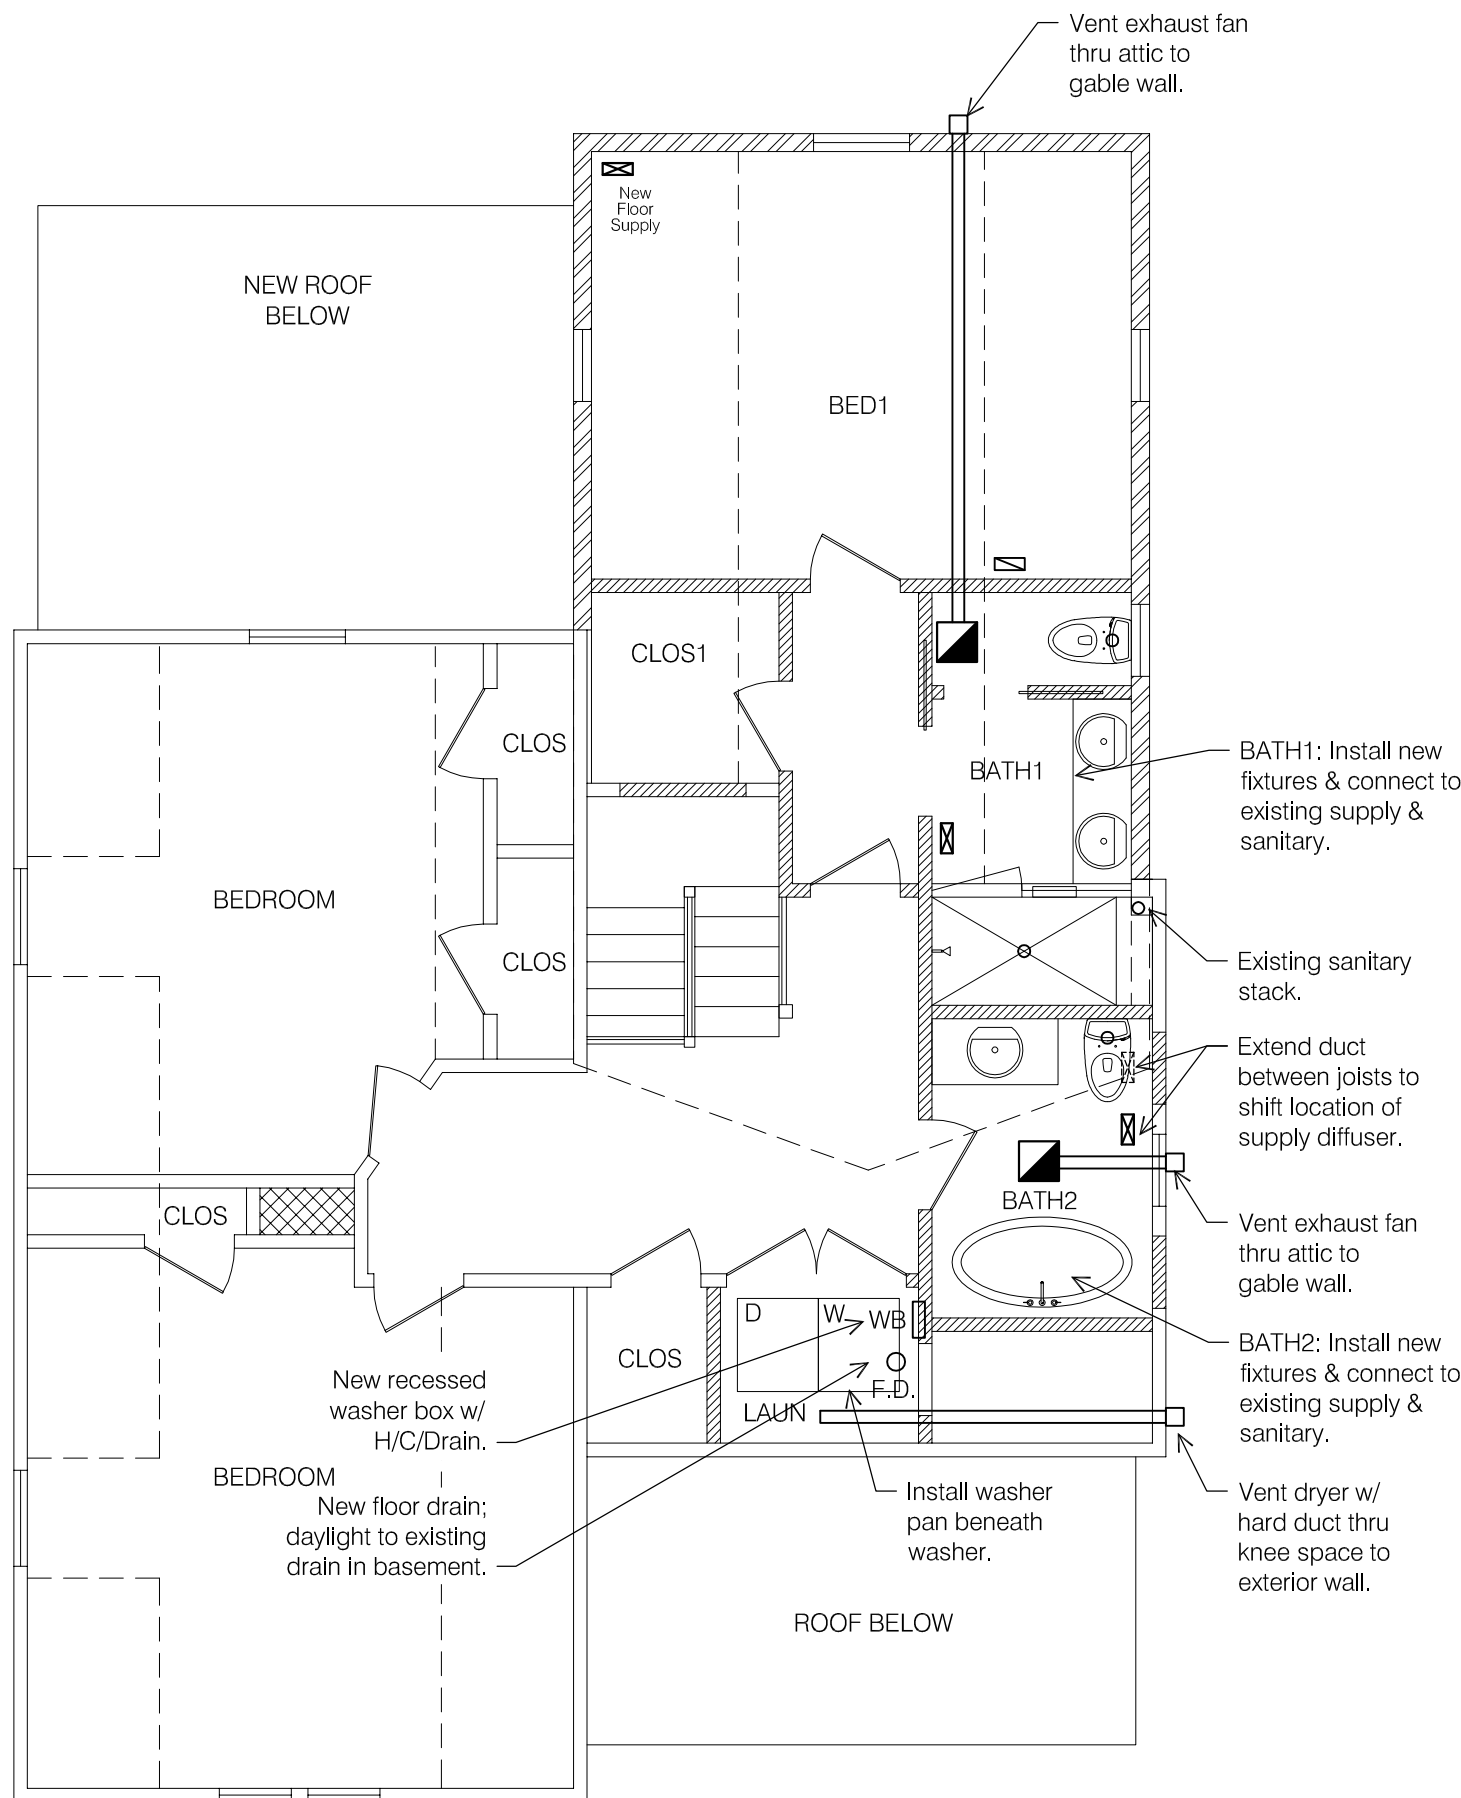 Vent exhaust fan
thru attic to
gable wall.
New
Floor
Supply
NEW ROOF
BELOW
BED1
CLOS1
CLOS
BATH1
BATH1: Install new
fixtures & connect to
existing supply &
sanitary.
BEDROOM
CLOS
Existing sanitary
stack.
Extend duct
between joists to
shift location of
supply diffuser.
BATH2
CLOS
Vent exhaust fan
thru attic to
gable wall.
D
W
WB
CLOS
F.D.
LAUN
BATH2: Install new
fixtures & connect to
existing supply &
sanitary.
New recessed
washer box w/
H/C/Drain.
BEDROOM
New floor drain;
daylight to existing
drain in basement.
Install washer
pan beneath
washer.
Vent dryer w/
hard duct thru
knee space to
exterior wall.
ROOF BELOW